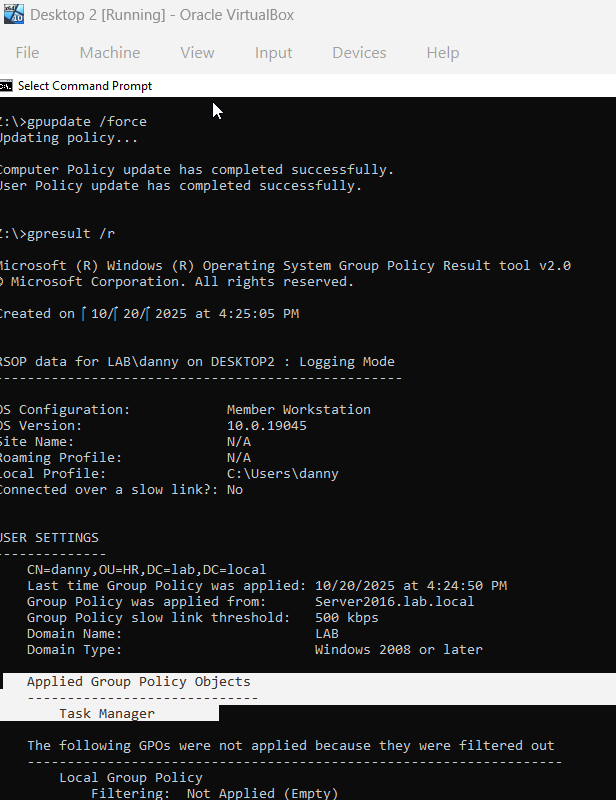 Desktop 2 [Running] - Oracle VirtualBox
File Machine View Input Devices Help
Select Command Prompt
Z:\>gpupdate /force
Updating policy...
Computer Policy update has completed successfully.
User Policy update has completed successfully.
Z:\>gpresult /r
Microsoft (R) Windows (R) Operating System Group Policy Result tool v2.0
© Microsoft Corporation. All rights reserved.
Created on 10/ 20/ 2025 at 4:25:05 PM
RSOP data for LAB\danny on DESKTOP2 : Logging Mode
---------------------------------------------------
OS Configuration: Member Workstation
OS Version: 10.0.19045
Site Name: N/A
Roaming Profile: N/A
Local Profile: C:\Users\danny
Connected over a slow link?: No
USER SETTINGS
--------------
CN=danny,OU=HR,DC=lab,DC=local
Last time Group Policy was applied: 10/20/2025 at 4:24:50 PM
Group Policy was applied from: Server2016.lab.local
Group Policy slow link threshold: 500 kbps
Domain Name: LAB
Domain Type: Windows 2008 or later
Applied Group Policy Objects
-----------------------------
Task Manager
The following GPOs were not applied because they were filtered out
-------------------------------------------------------------------
Local Group Policy
Filtering: Not Applied (Empty)